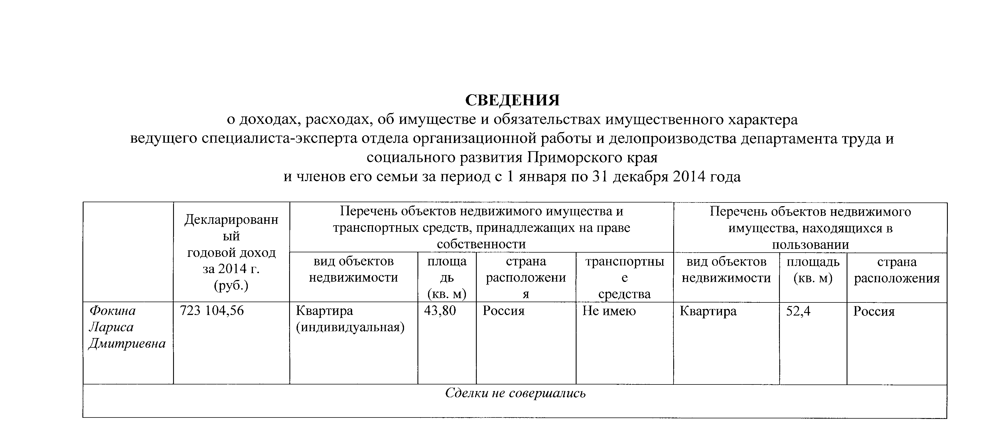 СВЕДЕНИЯ
о доходах, расходах, об имуществе и обязательствах имущественного характера
ведущего специалиста-эксперта отдела организационной работы и делопроизводства департамента труда и
социального развития Приморского края
и членов его семьи за период с 1 января по 31 декабря 2014 года
Декларированн
ый
годовой доход
за 2014 г.
(руб.)
Перечень объектов недвижимого имущества и
транспортных средств, принадлежащих на праве
собственности
Перечень объектов недвижимого
имущества, находящихся в
пользовании
вид объектов
недвижимости
площа
дь
(кв. м)
страна
расположени
я
транспортны
е
средства
вид объектов
недвижимости
площадь
(кв. м)
страна
расположения
Фокина
Лариса
Дмитриевна
723 104,56
Квартира
(индивидуальная)
43,80
Россия
Не имею
Квартира
52,4
Россия
Сделки не совершались